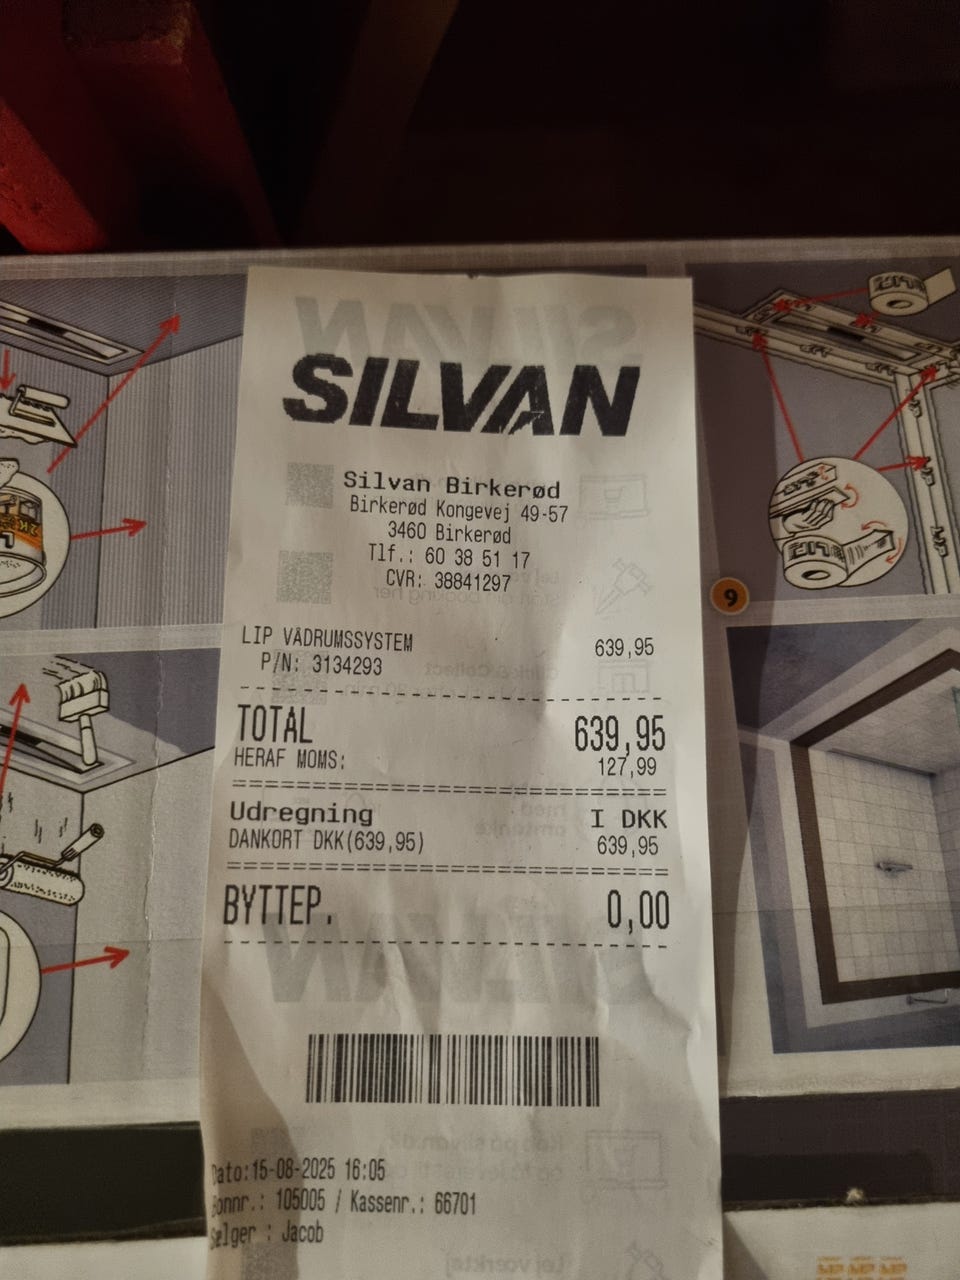 SILVAN
Silvan Birkerød
Birkerød Kongevej 49-57
3460 Birkerød
Tlf.: 60 38 51 17
CVR: 38841297
LIP VÅDRUMSSYSTEM 639,95
P/N: 3134293
TOTAL 639,95
HERAF MOMS: 127,99
Udregning I DKK
DANKORT DKK(639,95) 639,95
BYTTEP. 0,00
Dato:15-08-2025 16:05
Bonnr.: 105005 / Kassenr.: 66701
Sælger : Jacob
9